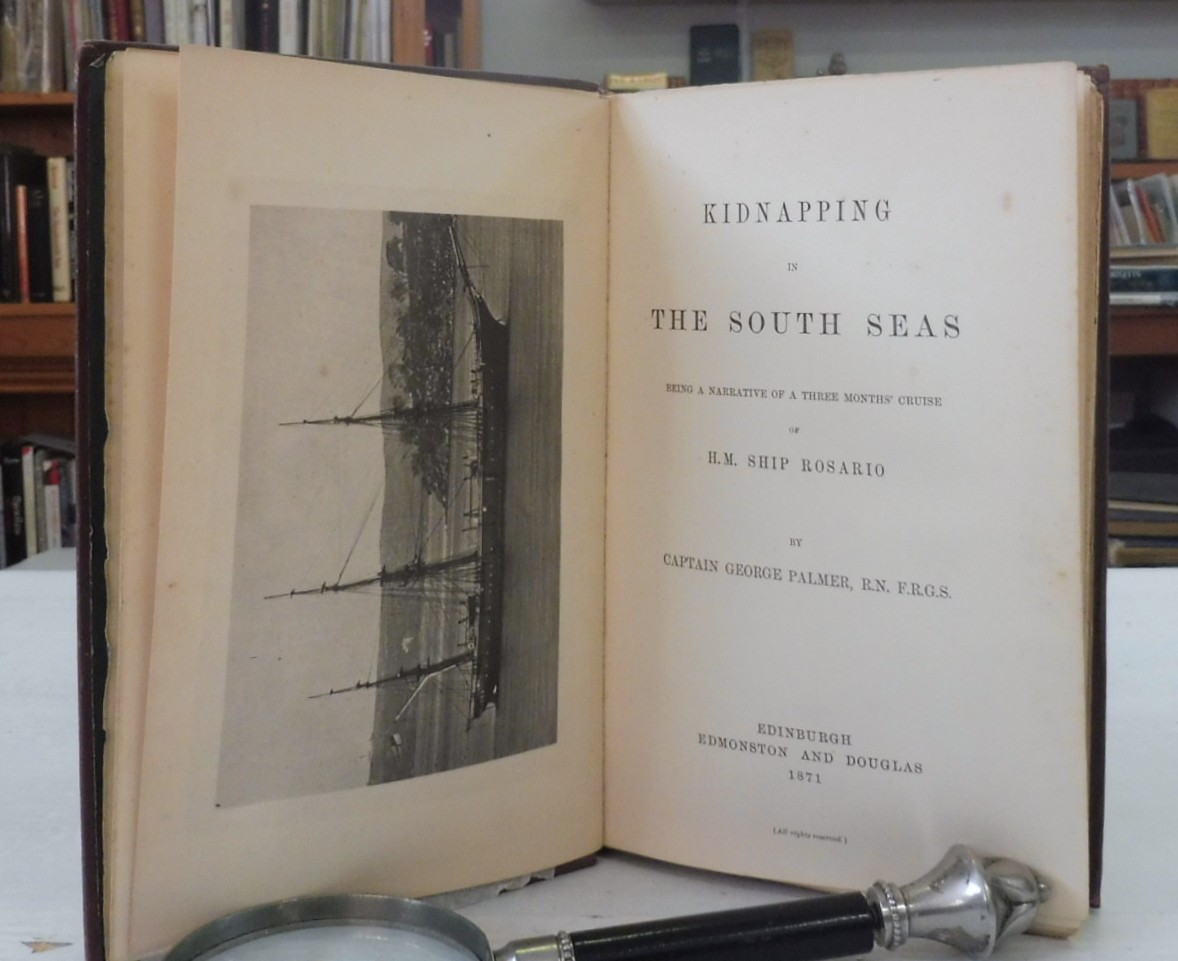 KIDNAPPING
IN
THE SOUTH SEAS
BEING A NARRATIVE OF A THREE MONTHS' CRUISE
OF
H.M. SHIP ROSARIO
BY
CAPTAIN GEORGE PALMER, R.N. F.R.G.S.
EDINBURGH
EDMONSTON AND DOUGLAS
1871
[All rights reserved.]